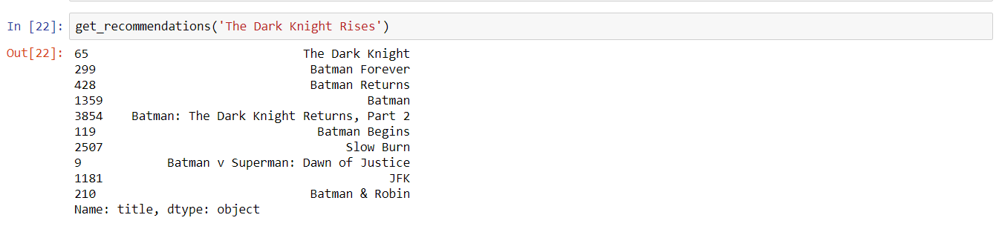 In [22]: get_recommendations('The Dark Knight Rises')
Out[22]: 65 The Dark Knight
299 Batman Forever
428 Batman Returns
1359 Batman
3854 Batman: The Dark Knight Returns, Part 2
119 Batman Begins
2507 Slow Burn
9 Batman v Superman: Dawn of Justice
1181 JFK
210 Batman & Robin
Name: title, dtype: object